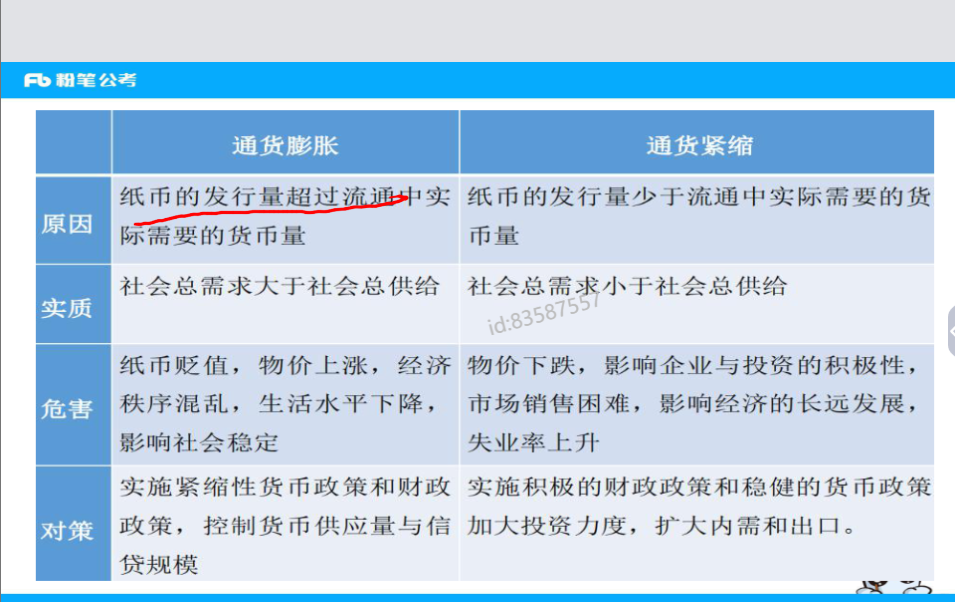 粉笔公考
通货膨胀
通货紧缩
原因
纸币的发行量超过流通中实
际需要的货币量
纸币的发行量少于流通中实际需要的货
币量
实质
社会总需求大于社会总供给
社会总需求小于社会总供给
id:83587557
危害
纸币贬值，物价上涨，经济
秩序混乱，生活水平下降，
影响社会稳定
物价下跌，影响企业与投资的积极性，
市场销售困难，影响经济的长远发展，
失业率上升
对策
实施紧缩性货币政策和财政
政策，控制货币供应量与信
贷规模
实施积极的财政政策和稳健的货币政策
加大投资力度，扩大内需和出口。